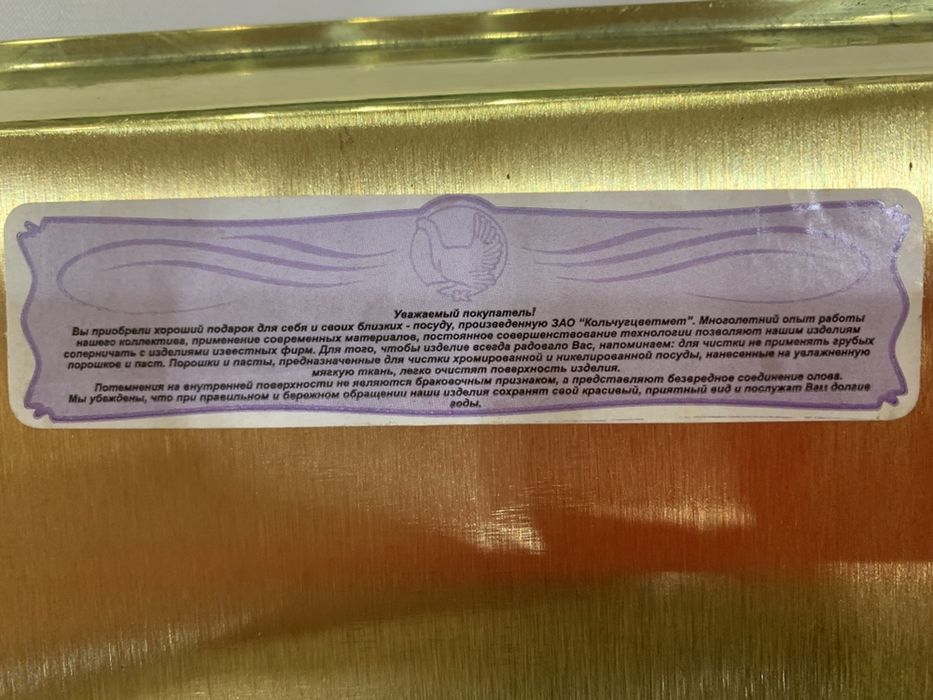 Уважаемый покупатель!
Вы приобрели хороший подарок для себя и своих близких - посуду, произведенную ЗАО "Кольчугцветмет". Многолетний опыт работы
нашего коллектива, применение современных материалов, постоянное совершенствование технологии позволяют нашим изделиям
соперничать с изделиями известных фирм. Для того, чтобы изделие всегда радовало Вас, напоминаем: для чистки не применять грубых
порошков и паст. Порошки и пасты, предназначенные для чистки хромированной и никелированной посуды, нанесенные на увлажненную
мягкую ткань, легко очистят поверхность изделия.
Потемнения на внутренней поверхности не являются браковочным признаком, а представляют безвредное соединение олова.
Мы убеждены, что при правильном и бережном обращении наши изделия сохранят свой красивый, приятный вид и послужат Вам долгие
годы.